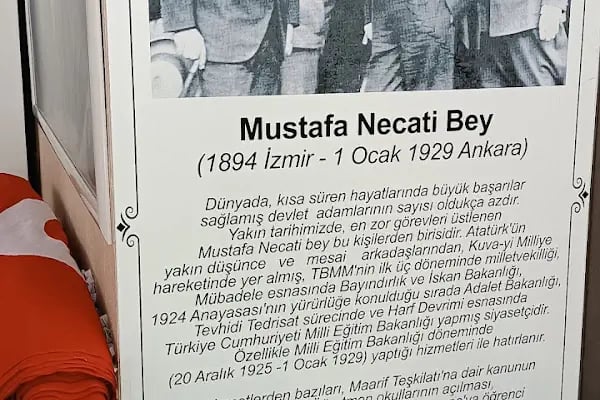 Mustafa Necati Bey
(1894 İzmir - 1 Ocak 1929 Ankara)
Dünyada, kısa süren hayatlarında büyük başarılar
sağlamış devlet adamlarının sayısı oldukça azdır.
Yakın tarihimizde, en zor görevleri üstlenen
Mustafa Necati bey bu kişilerden birisidir. Atatürk'ün
yakın düşünce ve mesai arkadaşlarından, Kuva-yi Milliye
hareketinde yer almış, TBMM'nin ilk üç döneminde milletvekilliği,
Mübadele esnasında Bayındırlık ve İskan Bakanlığı,
1924 Anayasası'nın yürürlüğe konulduğu sırada Adalet Bakanlığı,
Tevhidi Tedrisat sürecinde ve Harf Devrimi esnasında
Türkiye Cumhuriyeti Milli Eğitim Bakanlığı yapmış siyasetçidir.
Özellikle Milli Eğitim Bakanlığı döneminde
(20 Aralık 1925 -1 Ocak 1929) yaptığı hizmetleri ile hatırlanır.
bazıları, Maarif Teşkilatı'na dair kanunun
okullarının açılması,
öğrenci